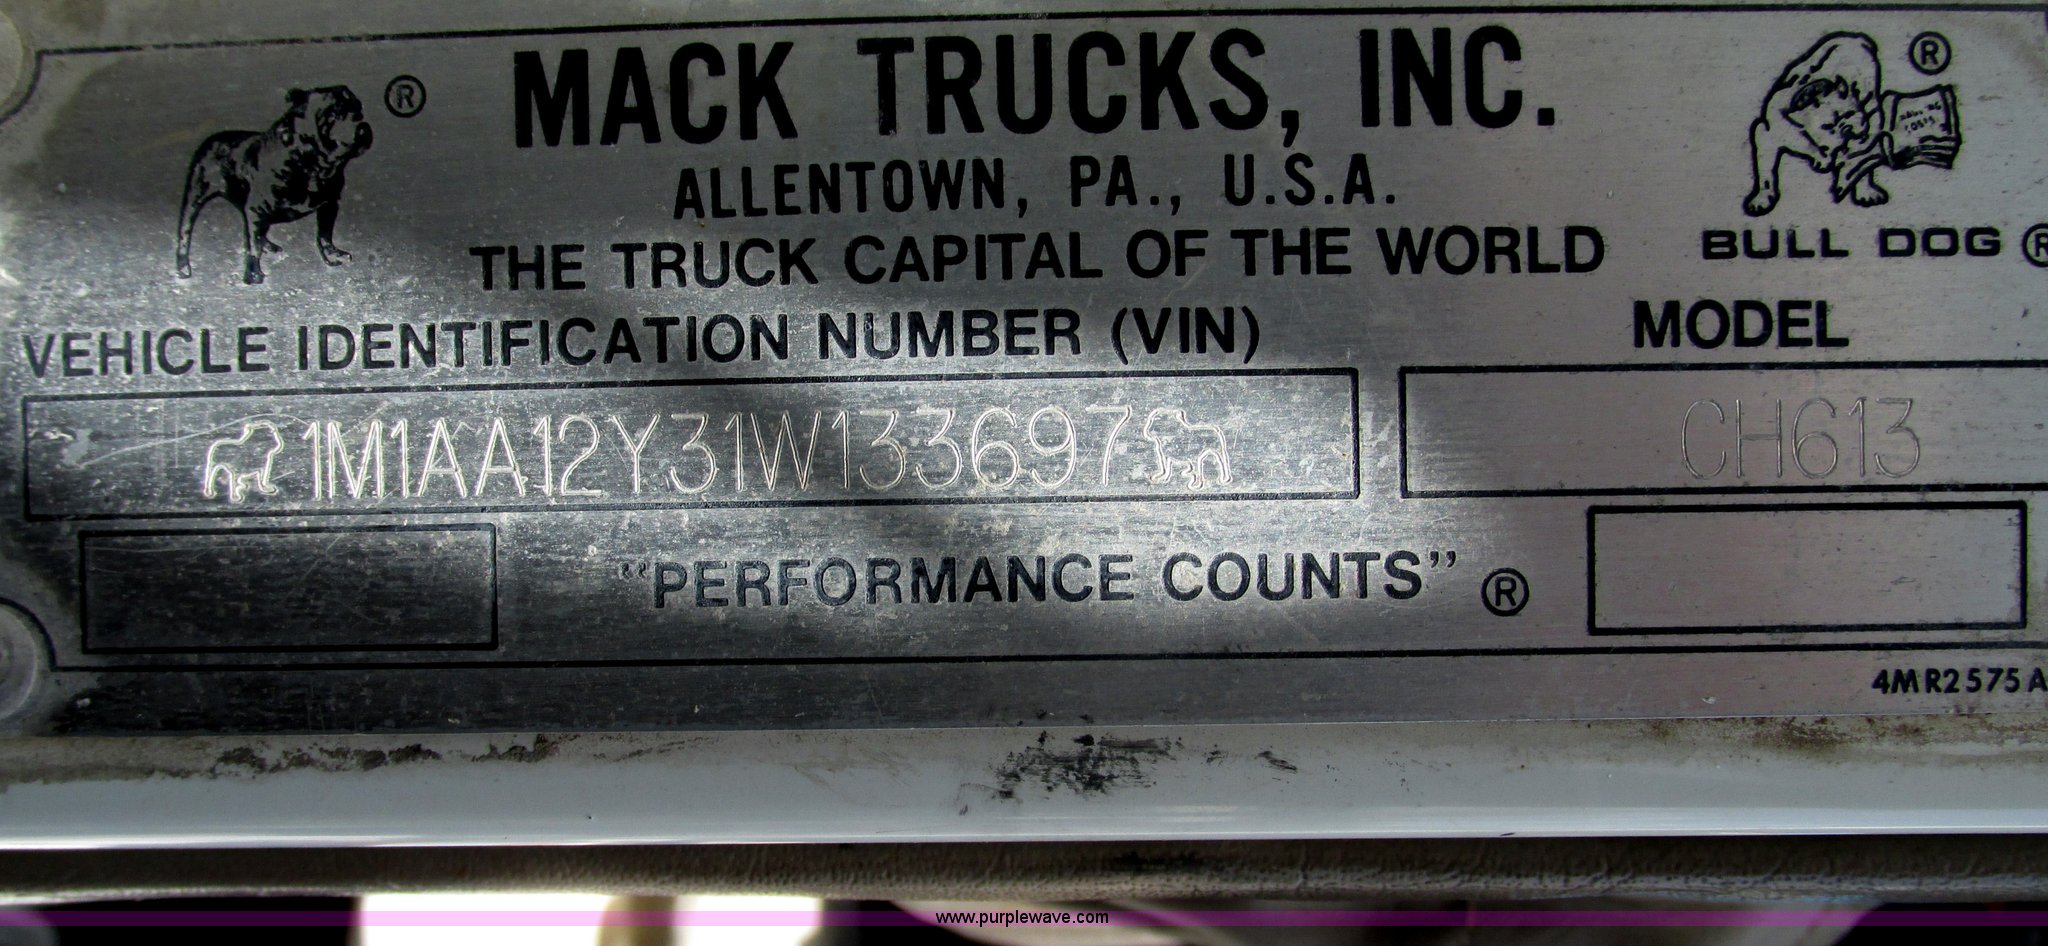 ®
MACK TRUCKS, INC.
®
ALLENTOWN, PA., U.S.A.
THE TRUCK CAPITAL OF THE WORLD
BULL DOG ®
VEHICLE IDENTIFICATION NUMBER (VIN)
MODEL
1M1AA12Y31W133697
CH613
"PERFORMANCE COUNTS" ®
4MR2575A
www.purplewave.com